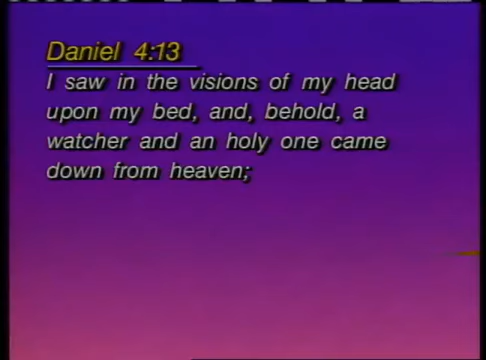 Daniel 4:13
I saw in the visions of my head
upon my bed, and, behold, a
watcher and an holy one came
down from heaven;